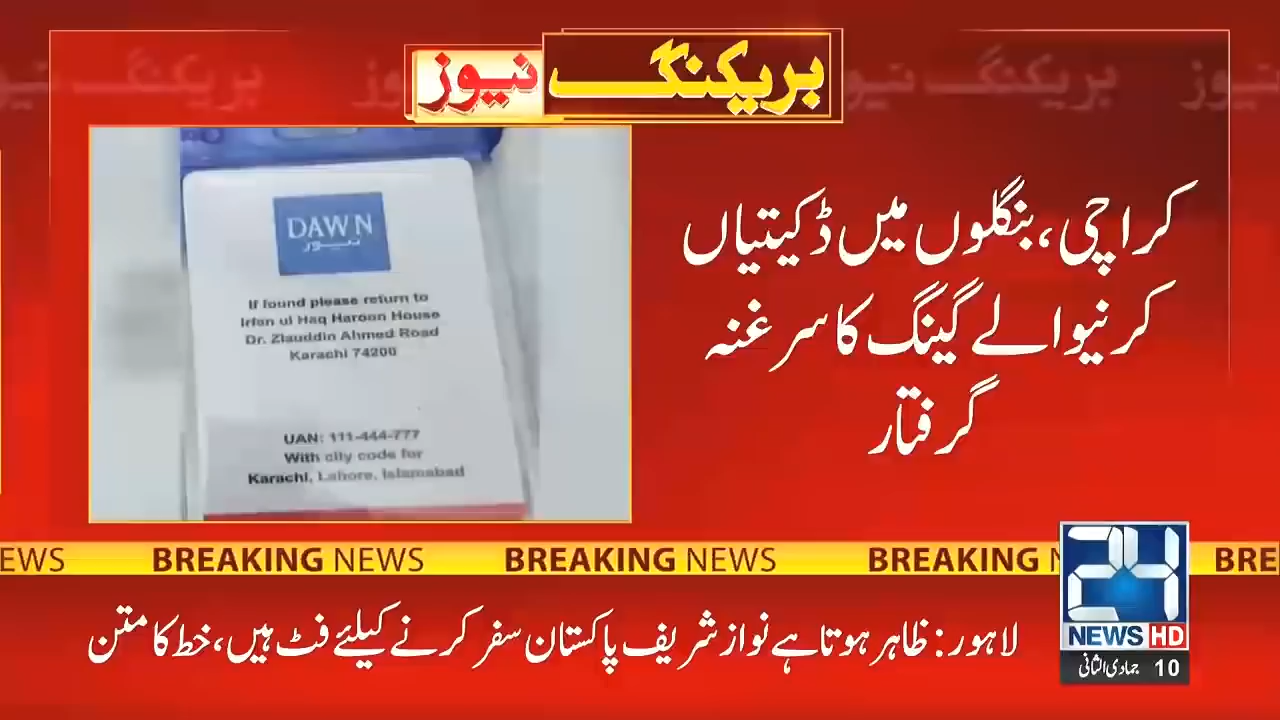 بریکنگ نیوز
DAWN
نیوز
If found please return to
Irfan ul Haq Haroon House
Dr. Ziauddin Ahmed Road
Karachi 74200
UAN: 111-444-777
With city code for
Karachi, Lahore, Islamabad
کراچی، بنگلوں میں ڈکیتیاں
کرنیوالے گینگ کا سرغنہ
گرفتار
EWS BREAKING NEWS BREAKING NEWS BREAKING N BRE
24
NEWS HD
10 جمادی الثانی
لاہور: ظاہر ہوتا ہے نواز شریف پاکستان سفر کرنے کیلئے فٹ ہیں، خط کا متن